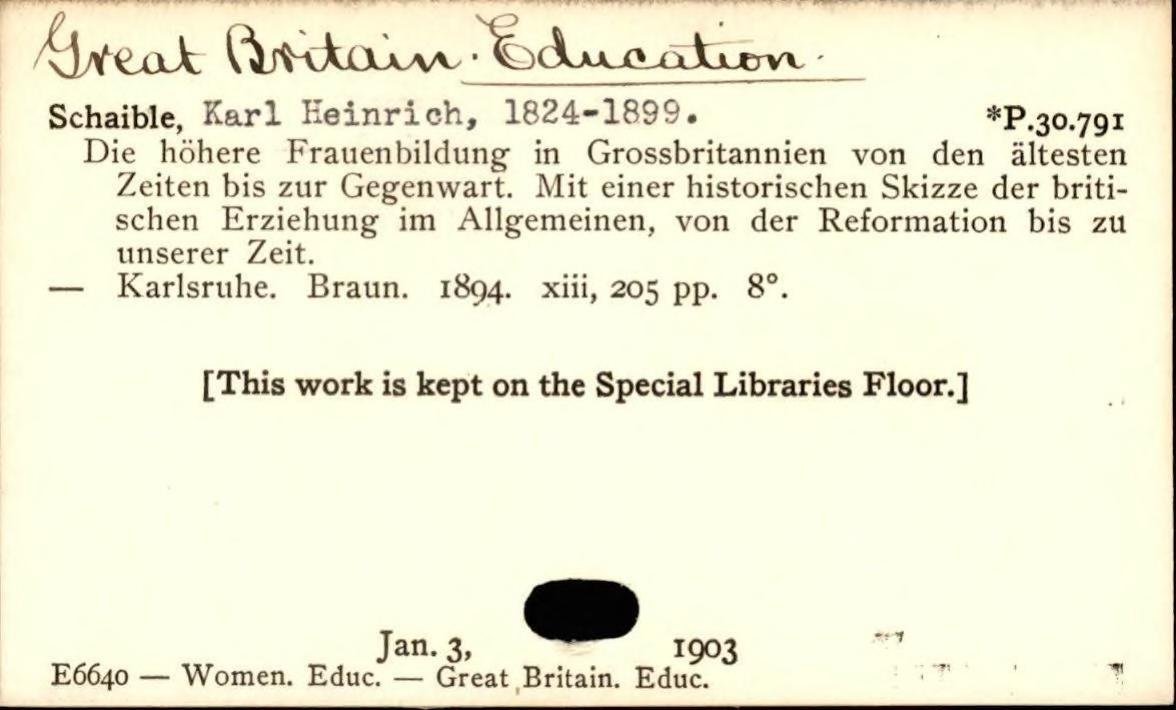 Great Britain. Education.
Schaible, Karl Heinrich, 1824-1899. *P.30.791
Die höhere Frauenbildung in Grossbritannien von den ältesten
Zeiten bis zur Gegenwart. Mit einer historischen Skizze der briti-
schen Erziehung im Allgemeinen, von der Reformation bis zu
unserer Zeit.
— Karlsruhe. Braun. 1894. xiii, 205 pp. 8°.
[This work is kept on the Special Libraries Floor.]
Jan. 3, 1903
E6640 — Women. Educ. — Great Britain. Educ.